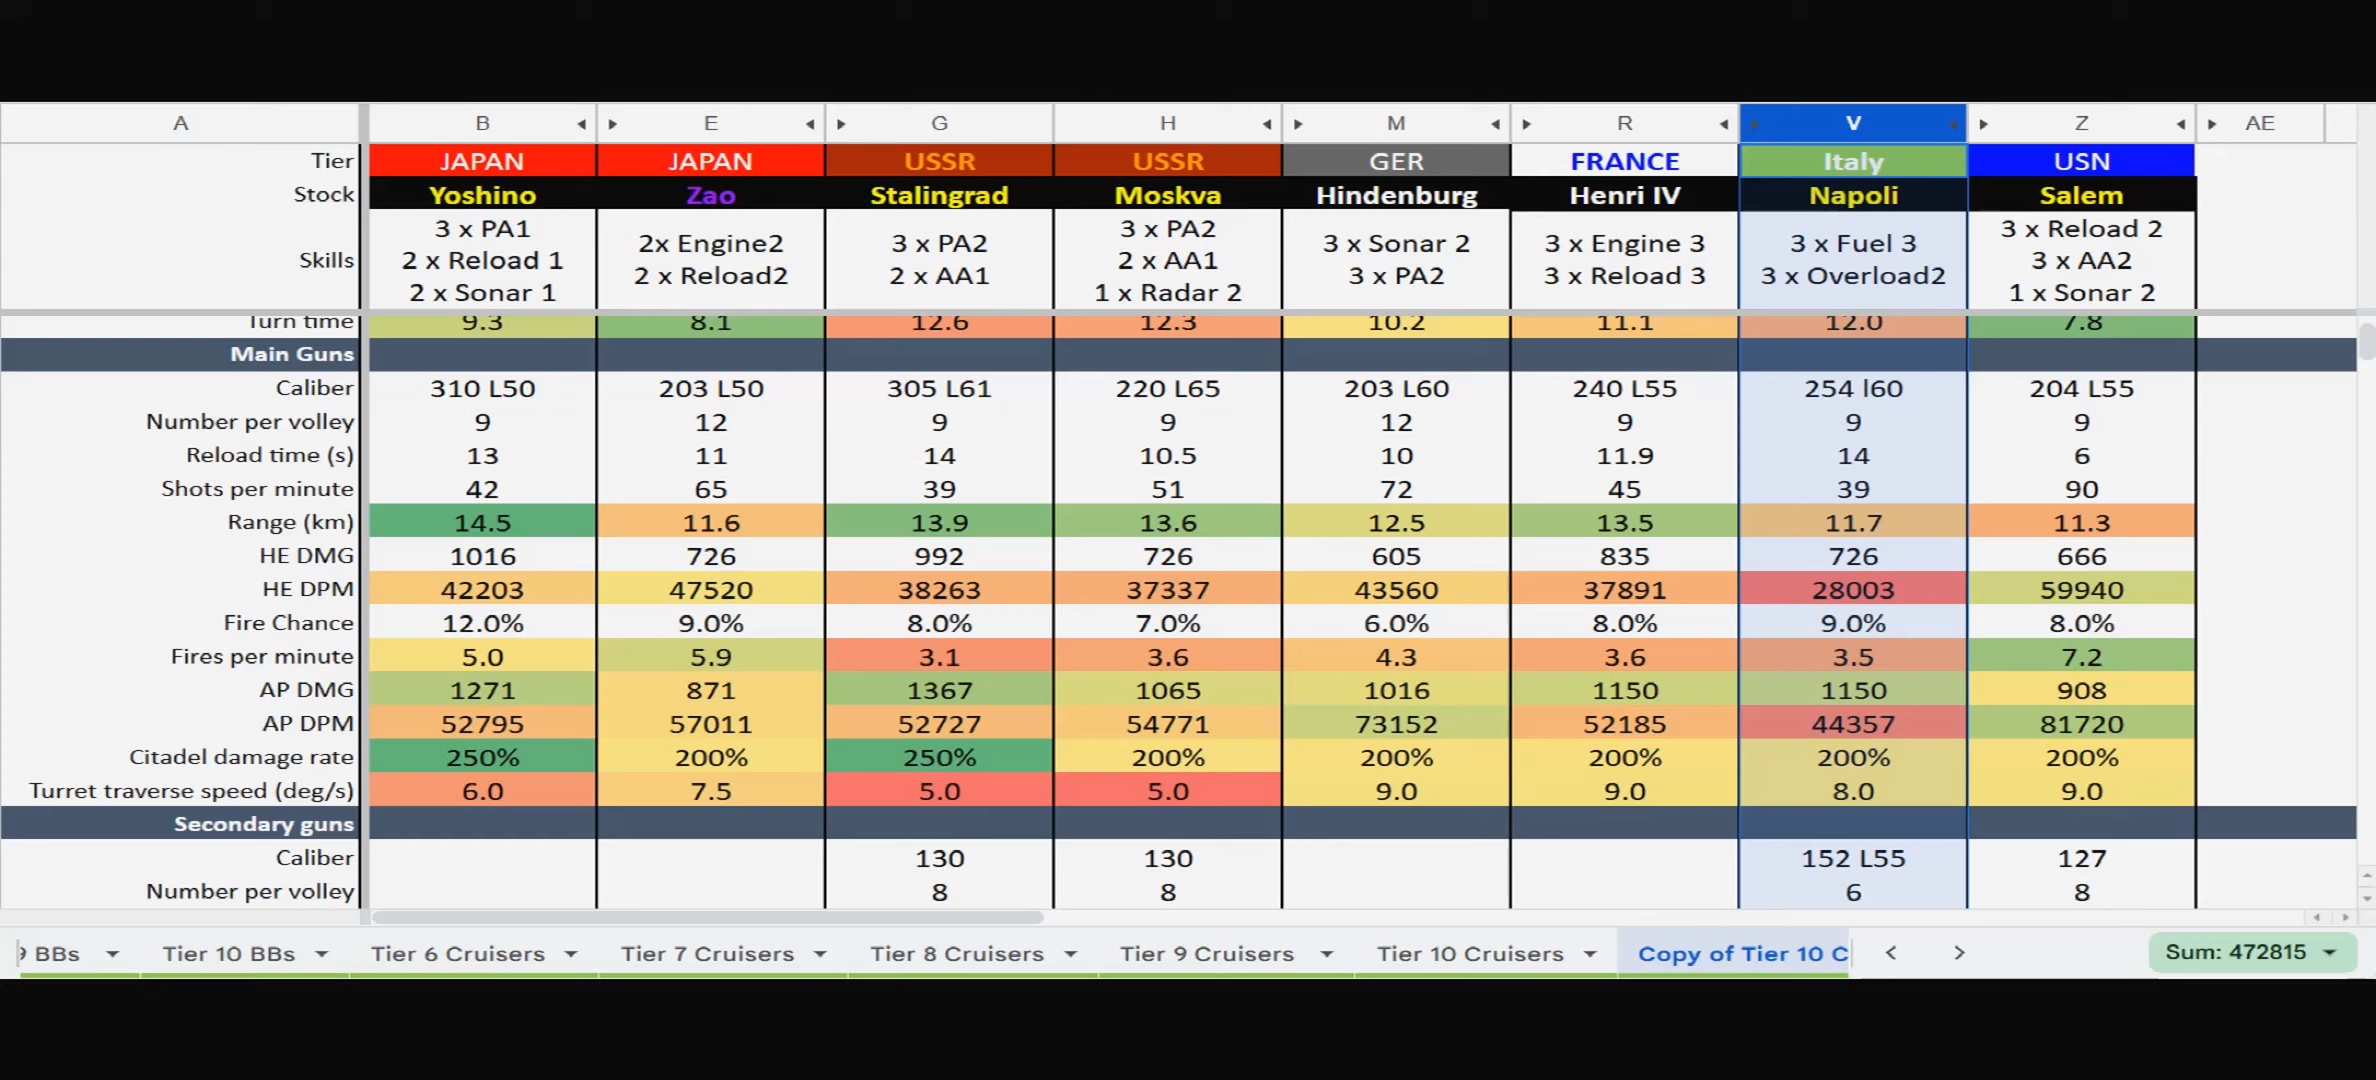 A B E G H M R V Z AE
Tier JAPAN JAPAN USSR USSR GER FRANCE Italy USN
Stock Yoshino Zao Stalingrad Moskva Hindenburg Henri IV Napoli Salem
3 x PA1 3 x PA2 3 x Reload 2
2x Engine2 3 x PA2 3 x Sonar 2 3 x Engine 3 3 x Fuel 3
Skills 2 x Reload 1 2 x AA1 3 x AA2
2 x Reload2 2 x AA1 3 x PA2 3 x Reload 3 3 x Overload2
2 x Sonar 1 1 x Radar 2 1 x Sonar 2
Turn time 9.3 8.1 12.6 12.3 10.2 11.1 12.0 7.8
Main Guns
Caliber 310 L50 203 L50 305 L61 220 L65 203 L60 240 L55 254 l60 204 L55
Number per volley 9 12 9 9 12 9 9 9
Reload time (s) 13 11 14 10.5 10 11.9 14 6
Shots per minute 42 65 39 51 72 45 39 90
Range (km) 14.5 11.6 13.9 13.6 12.5 13.5 11.7 11.3
HE DMG 1016 726 992 726 605 835 726 666
HE DPM 42203 47520 38263 37337 43560 37891 28003 59940
Fire Chance 12.0% 9.0% 8.0% 7.0% 6.0% 8.0% 9.0% 8.0%
Fires per minute 5.0 5.9 3.1 3.6 4.3 3.6 3.5 7.2
AP DMG 1271 871 1367 1065 1016 1150 1150 908
AP DPM 52795 57011 52727 54771 73152 52185 44357 81720
Citadel damage rate 250% 200% 250% 200% 200% 200% 200% 200%
Turret traverse speed (deg/s) 6.0 7.5 5.0 5.0 9.0 9.0 8.0 9.0
Secondary guns
Caliber 130 130 152 L55 127
Number per volley 8 8 6 8
9 BBs Tier 10 BBs Tier 6 Cruisers Tier 7 Cruisers Tier 8 Cruisers Tier 9 Cruisers Tier 10 Cruisers Copy of Tier 10 C Sum: 472815